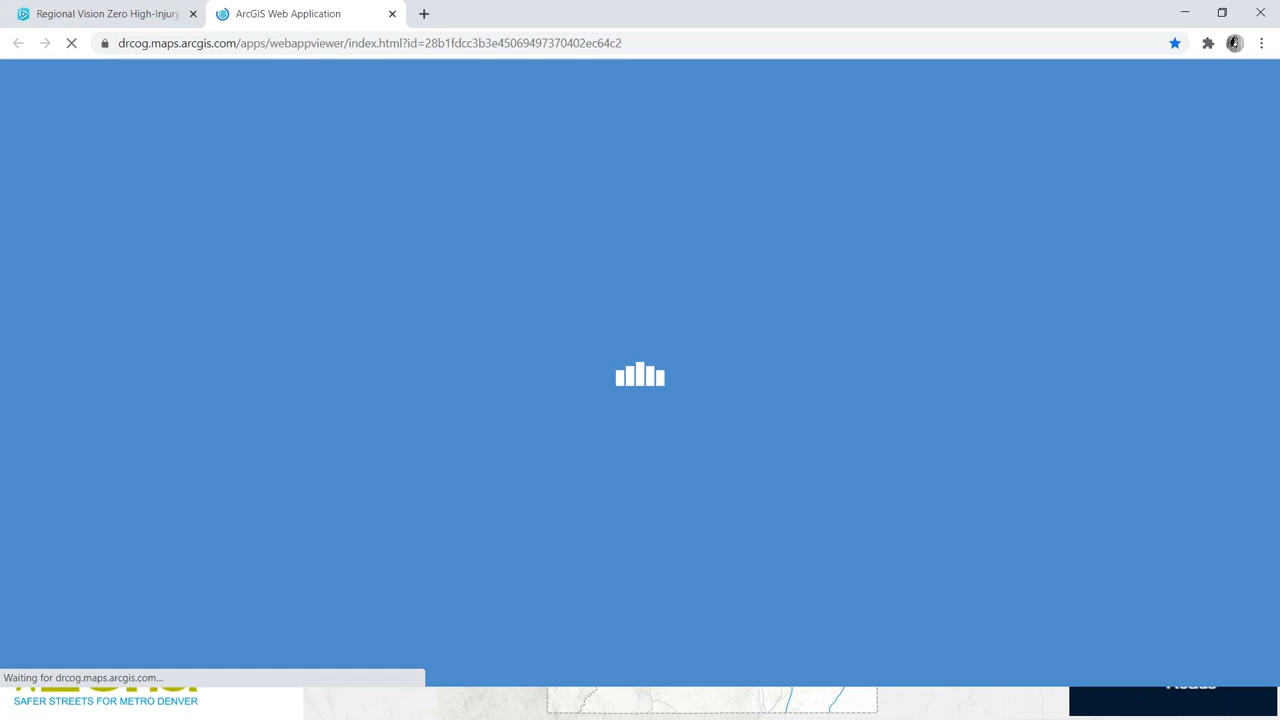 Regional Vision Zero High-Injury
ArcGIS Web Application
drcog.maps.arcgis.com/apps/webappviewer/index.html?id=28b1fdcc3b3e45069497370402ec64c2
Waiting for drcog.maps.arcgis.com...
SAFER STREETS FOR METRO DENVER